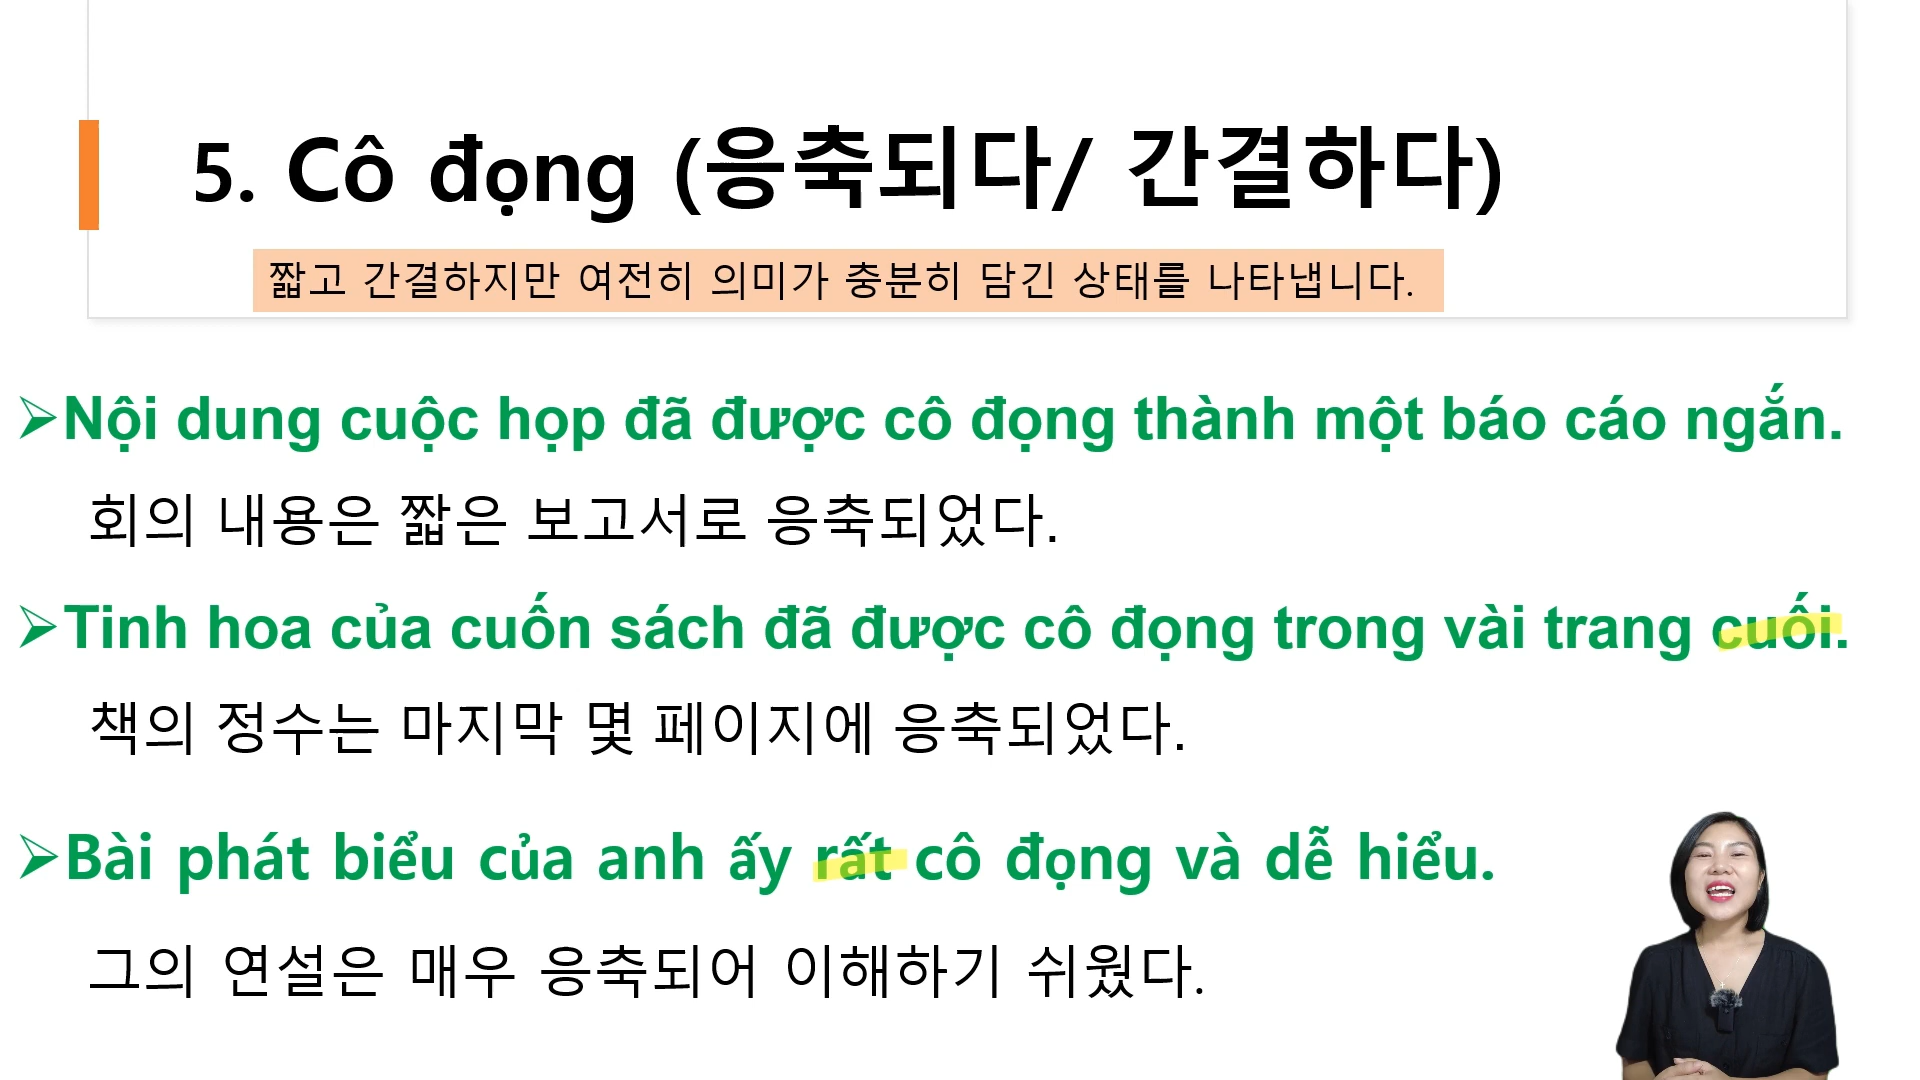 5. Cô đọng (응축되다/ 간결하다)
짧고 간결하지만 여전히 의미가 충분히 담긴 상태를 나타냅니다.
➢Nội dung cuộc họp đã được cô đọng thành một báo cáo ngắn.
회의 내용은 짧은 보고서로 응축되었다.
➢Tinh hoa của cuốn sách đã được cô đọng trong vài trang cuối.
책의 정수는 마지막 몇 페이지에 응축되었다.
➢Bài phát biểu của anh ấy rất cô đọng và dễ hiểu.
그의 연설은 매우 응축되어 이해하기 쉬웠다.